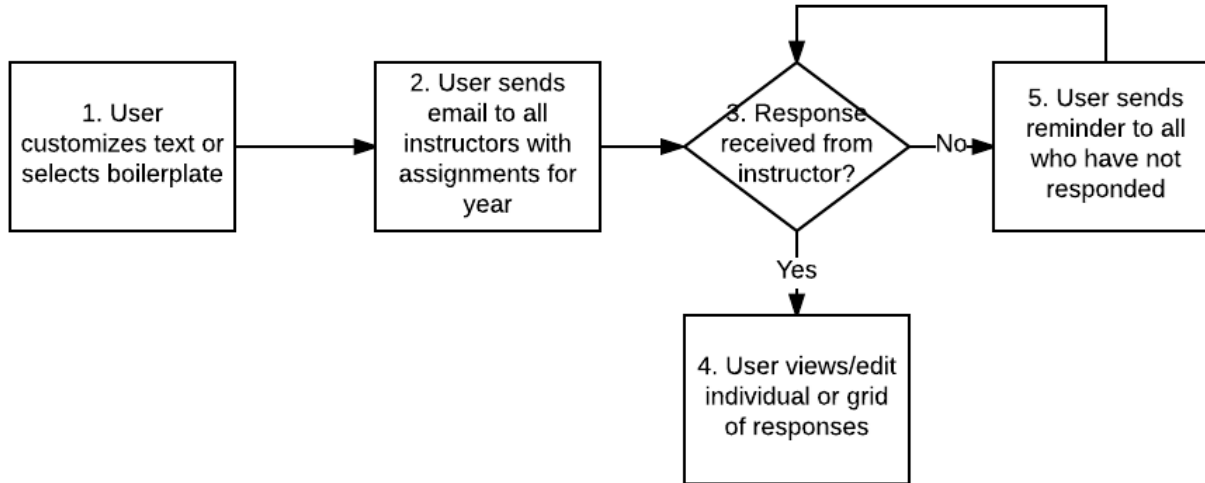 1. User
customizes text or
selects boilerplate
2. User sends
email to all
instructors with
assignments for
year
3. Response
received from
instructor?
No
5. User sends
reminder to all
who have not
responded
Yes
4. User views/edit
individual or grid
of responses